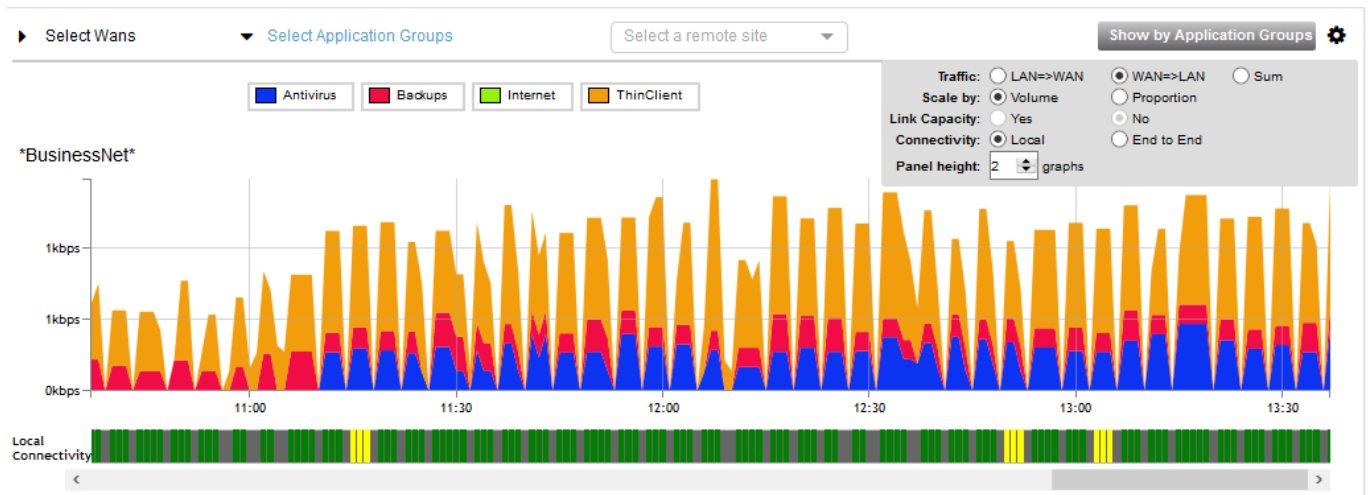 Select Wans Select Application Groups Select a remote site Show by Application Groups
Traffic: LAN=>WAN WAN=>LAN Sum
Antivirus Backups Internet ThinClient
Scale by: Volume Proportion
Link Capacity: Yes No
Connectivity: Local End to End
*BusinessNet*
Panel height: 2 graphs
1kbps
1kbps
0kbps
11:00 11:30 12:00 12:30 13:00 13:30
Local
Connectivity